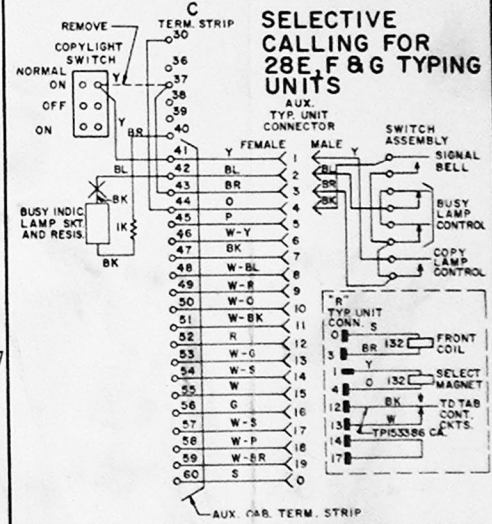 C
TERM. STRIP
SELECTIVE
CALLING FOR
28E, F & G TYPING
UNITS
REMOVE
COPYLIGHT
SWITCH
NORMAL
ON
OFF
ON
Y
Y
BR
BL
BK
BUSY INDIC.
LAMP SKT.
AND RESIS.
1K
BK
30
36
37
38
39
40
AUX.
TYP. UNIT
CONNECTOR
FEMALE
MALE
SWITCH
ASSEMBLY
41 Y 1 Y
42 BL 2 BL
43 BR 3 BR
44 O 4 BK
45 P 5
46 W-Y 6
47 BK 7
48 W-BL 8
49 W-R 9
50 W-O 10
51 W-BK 11
52 R 12
53 W-G 13
54 W-S 14
55 W 15
56 G 16
57 W-S 17
58 W-P 18
59 W-BR 19
60 S 0
SIGNAL
BELL
BUSY
LAMP
CONTROL
COPY
LAMP
CONTROL
"R"
TYP. UNIT
CONN.
0 S
3 BR
132
FRONT
COIL
1 Y
4 O
132
SELECT
MAGNET
12 BK
13 W
14
17
TP153386 CA.
TD TAB
CONT.
CKTS.
AUX. CAB. TERM. STRIP